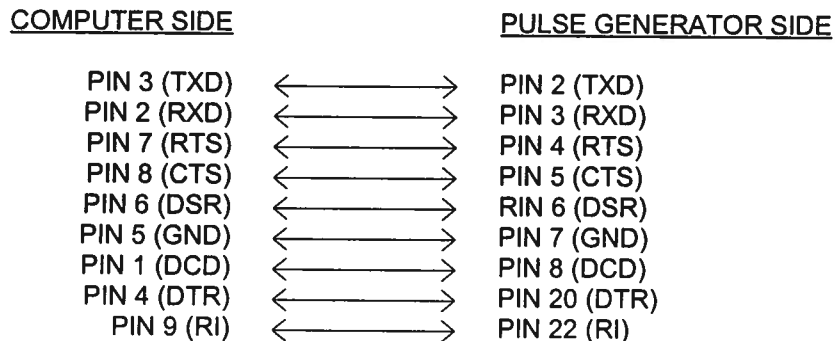 COMPUTER SIDE PULSE GENERATOR SIDE
PIN 3 (TXD) PIN 2 (TXD)
PIN 2 (RXD) PIN 3 (RXD)
PIN 7 (RTS) PIN 4 (RTS)
PIN 8 (CTS) PIN 5 (CTS)
PIN 6 (DSR) RIN 6 (DSR)
PIN 5 (GND) PIN 7 (GND)
PIN 1 (DCD) PIN 8 (DCD)
PIN 4 (DTR) PIN 20 (DTR)
PIN 9 (RI) PIN 22 (RI)